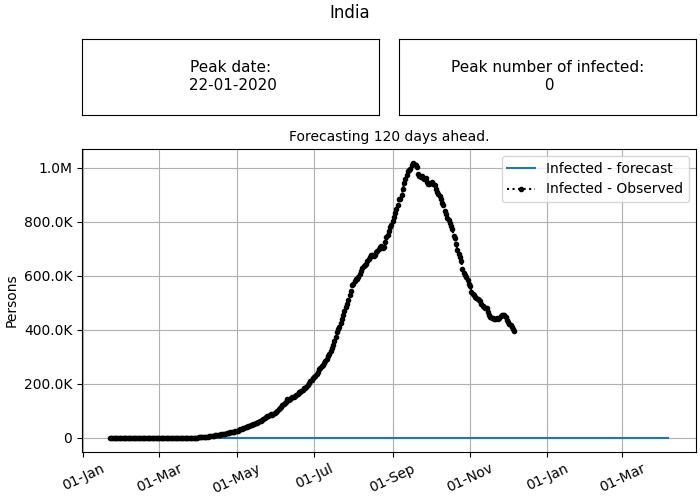 India
Peak date:
22-01-2020
Peak number of infected:
0
Forecasting 120 days ahead.
Infected - forecast
Infected - Observed
Persons
1.0M
800.0K
600.0K
400.0K
200.0K
0
01-Jan
01-Mar
01-May
01-Jul
01-Sep
01-Nov
01-Jan
01-Mar